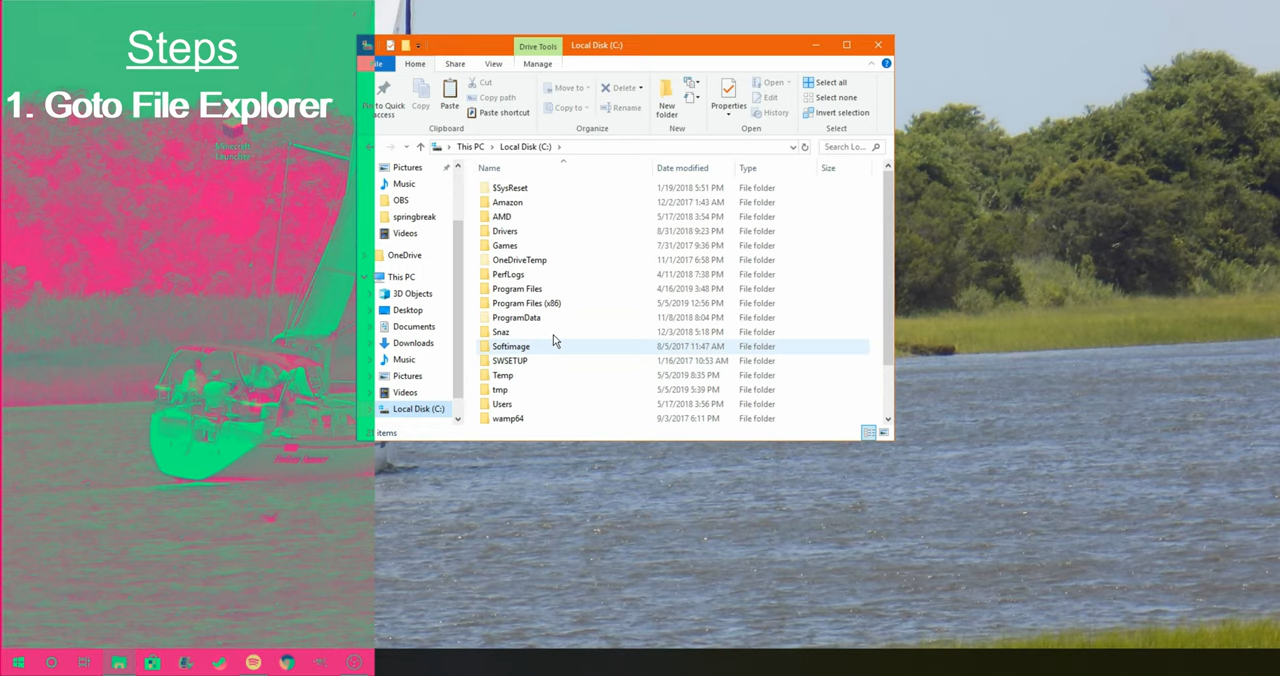 Steps
1. Goto File Explorer
Minecraft
Launcher
Drive Tools
Local Disk (C:)
File
Home
Share
View
Manage
Pin to Quick
access
Copy
Paste
Cut
Copy path
Paste shortcut
Clipboard
Move to
Copy to
Delete
Rename
Organize
New
folder
New
Properties
Open
Edit
History
Open
Select all
Select none
Invert selection
Select
This PC > Local Disk (C:) >
Search Lo...
Pictures
Music
OBS
springbreak
Videos
OneDrive
This PC
3D Objects
Desktop
Documents
Downloads
Music
Pictures
Videos
Local Disk (C:)
Name Date modified Type Size
$SysReset 1/19/2018 5:51 PM File folder
Amazon 12/2/2017 1:43 AM File folder
AMD 5/17/2018 3:54 PM File folder
Drivers 8/31/2018 9:23 PM File folder
Games 7/31/2017 9:36 PM File folder
OneDriveTemp 11/1/2017 6:58 PM File folder
PerfLogs 4/11/2018 7:38 PM File folder
Program Files 4/16/2019 3:48 PM File folder
Program Files (x86) 5/5/2019 12:56 PM File folder
ProgramData 11/8/2018 8:04 PM File folder
Snaz 12/3/2018 5:18 PM File folder
Softimage 8/5/2017 11:47 AM File folder
SWSETUP 1/16/2017 10:53 AM File folder
Temp 5/5/2019 8:35 PM File folder
tmp 5/5/2019 5:39 PM File folder
Users 5/17/2018 3:56 PM File folder
wamp64 9/3/2017 6:11 PM File folder
21 items